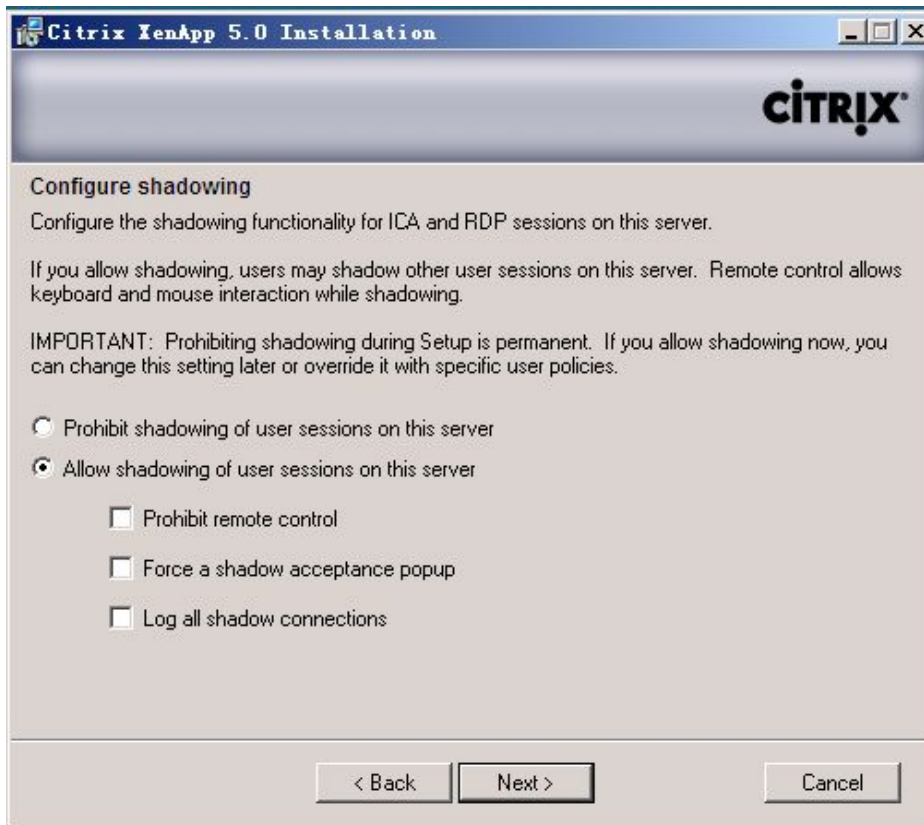 Citrix XenApp 5.0 Installation
CİTRIX
Configure shadowing
Configure the shadowing functionality for ICA and RDP sessions on this server.
If you allow shadowing, users may shadow other user sessions on this server.  Remote control allows
keyboard and mouse interaction while shadowing.
IMPORTANT:  Prohibiting shadowing during Setup is permanent.  If you allow shadowing now, you
can change this setting later or override it with specific user policies.
Prohibit shadowing of user sessions on this server
Allow shadowing of user sessions on this server
Prohibit remote control
Force a shadow acceptance popup
Log all shadow connections
< Back Next > Cancel